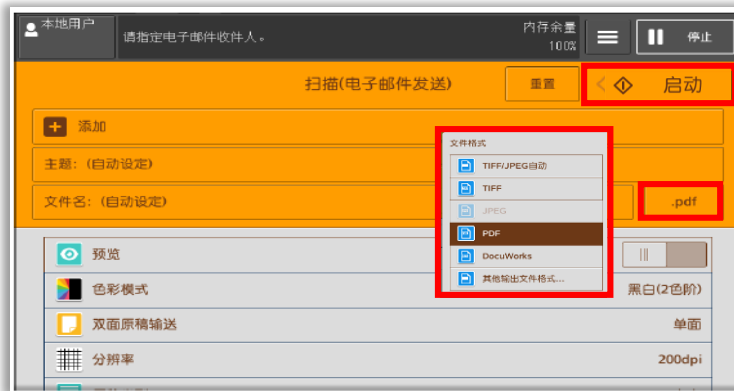 本地用户
请指定电子邮件收件人。
内存余量
100%
停止
扫描(电子邮件发送)
重置
启动
添加
主题:(自动设定)
文件名:(自动设定)
.pdf
文件格式
TIFF/JPEG自动
TIFF
JPEG
PDF
DocuWorks
其他输出文件格式...
预览
色彩模式
黑白(2色阶)
双面原稿输送
单面
分辨率
200dpi